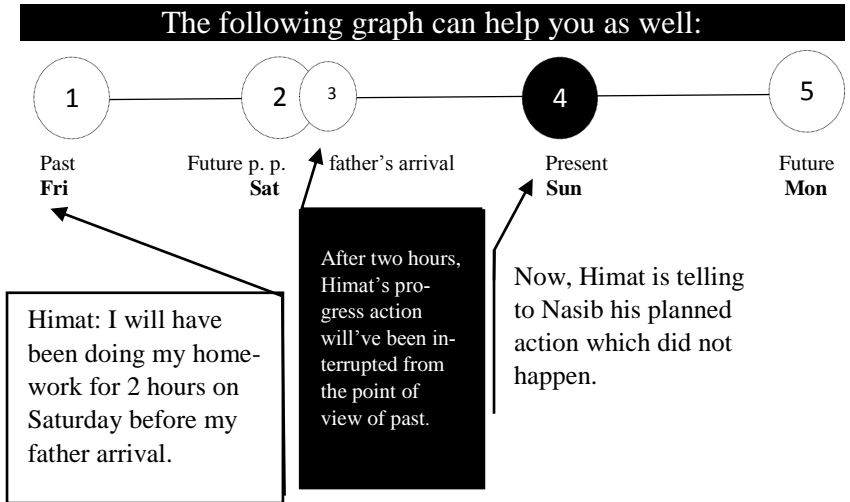 The following graph can help you as well:
1
2
3
4
5
Past
Fri
Future p. p.
Sat
father's arrival
Present
Sun
Future
Mon
Himat: I will have
been doing my home-
work for 2 hours on
Saturday before my
father arrival.
After two hours,
Himat's pro-
gress action
will've been in-
terrupted from
the point of
view of past.
Now, Himat is telling
to Nasib his planned
action which did not
happen.